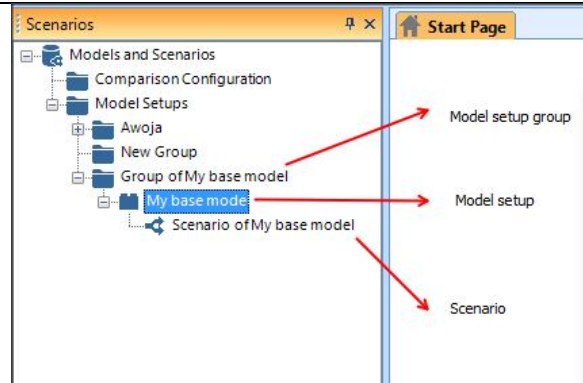 Scenarios
Start Page
Models and Scenarios
Comparison Configuration
Model Setups
Awoja
New Group
Group of My base model
My base mode
Scenario of My base model
Model setup group
Model setup
Scenario